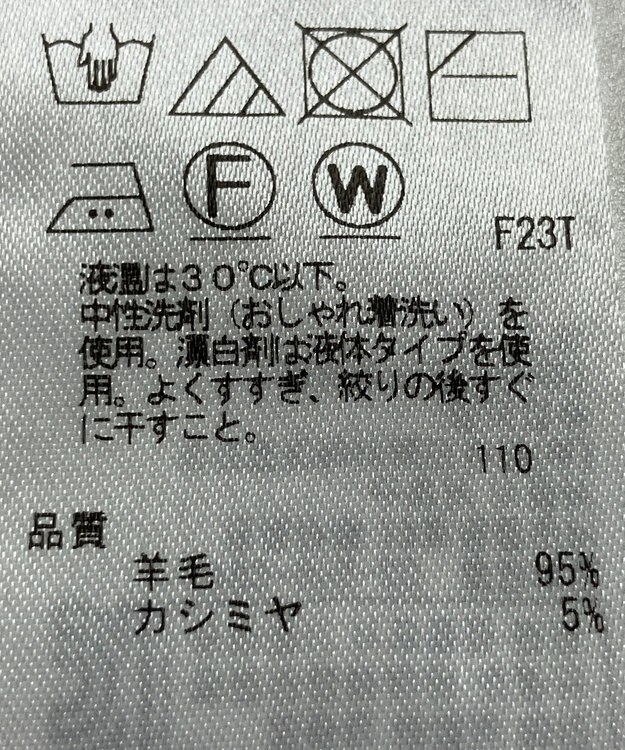 F
W
F23T
液温は30℃以下。
中性洗剤（おしゃれ着洗い）を
使用。漂白剤は液体タイプを使
用。よくすすぎ、絞りの後すぐ
に干すこと。
110
品質
羊毛 95%
カシミヤ 5%